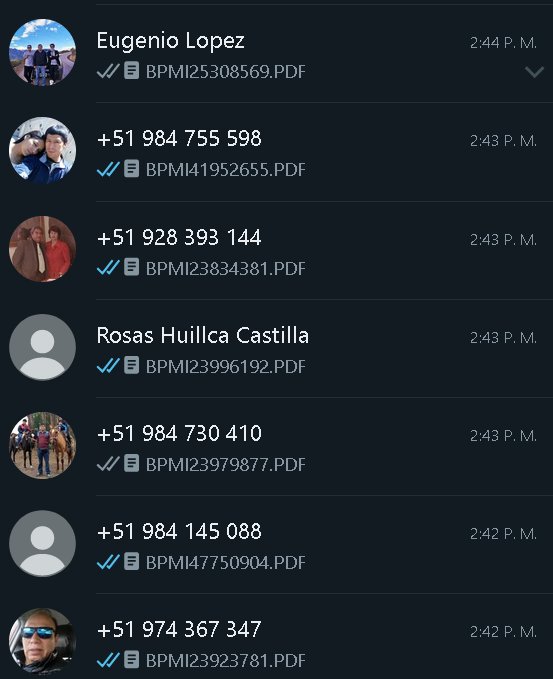 Eugenio Lopez
2:44 P. M.
BPMI25308569.PDF
+51 984 755 598
2:43 P. M.
BPMI41952655.PDF
+51 928 393 144
2:43 P. M.
BPMI23834381.PDF
Rosas Huillca Castilla
2:43 P. M.
BPMI23996192.PDF
+51 984 730 410
2:43 P. M.
BPMI23979877.PDF
+51 984 145 088
2:42 P. M.
BPMI47750904.PDF
+51 974 367 347
2:42 P. M.
BPMI23923781.PDF